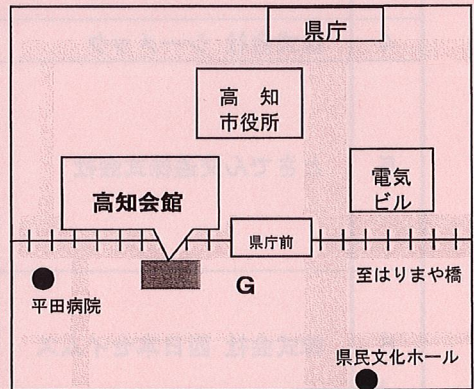 県庁
高 知
市役所
電気
ビル
高知会館
県庁前
G
至はりまや橋
平田病院
県民文化ホール